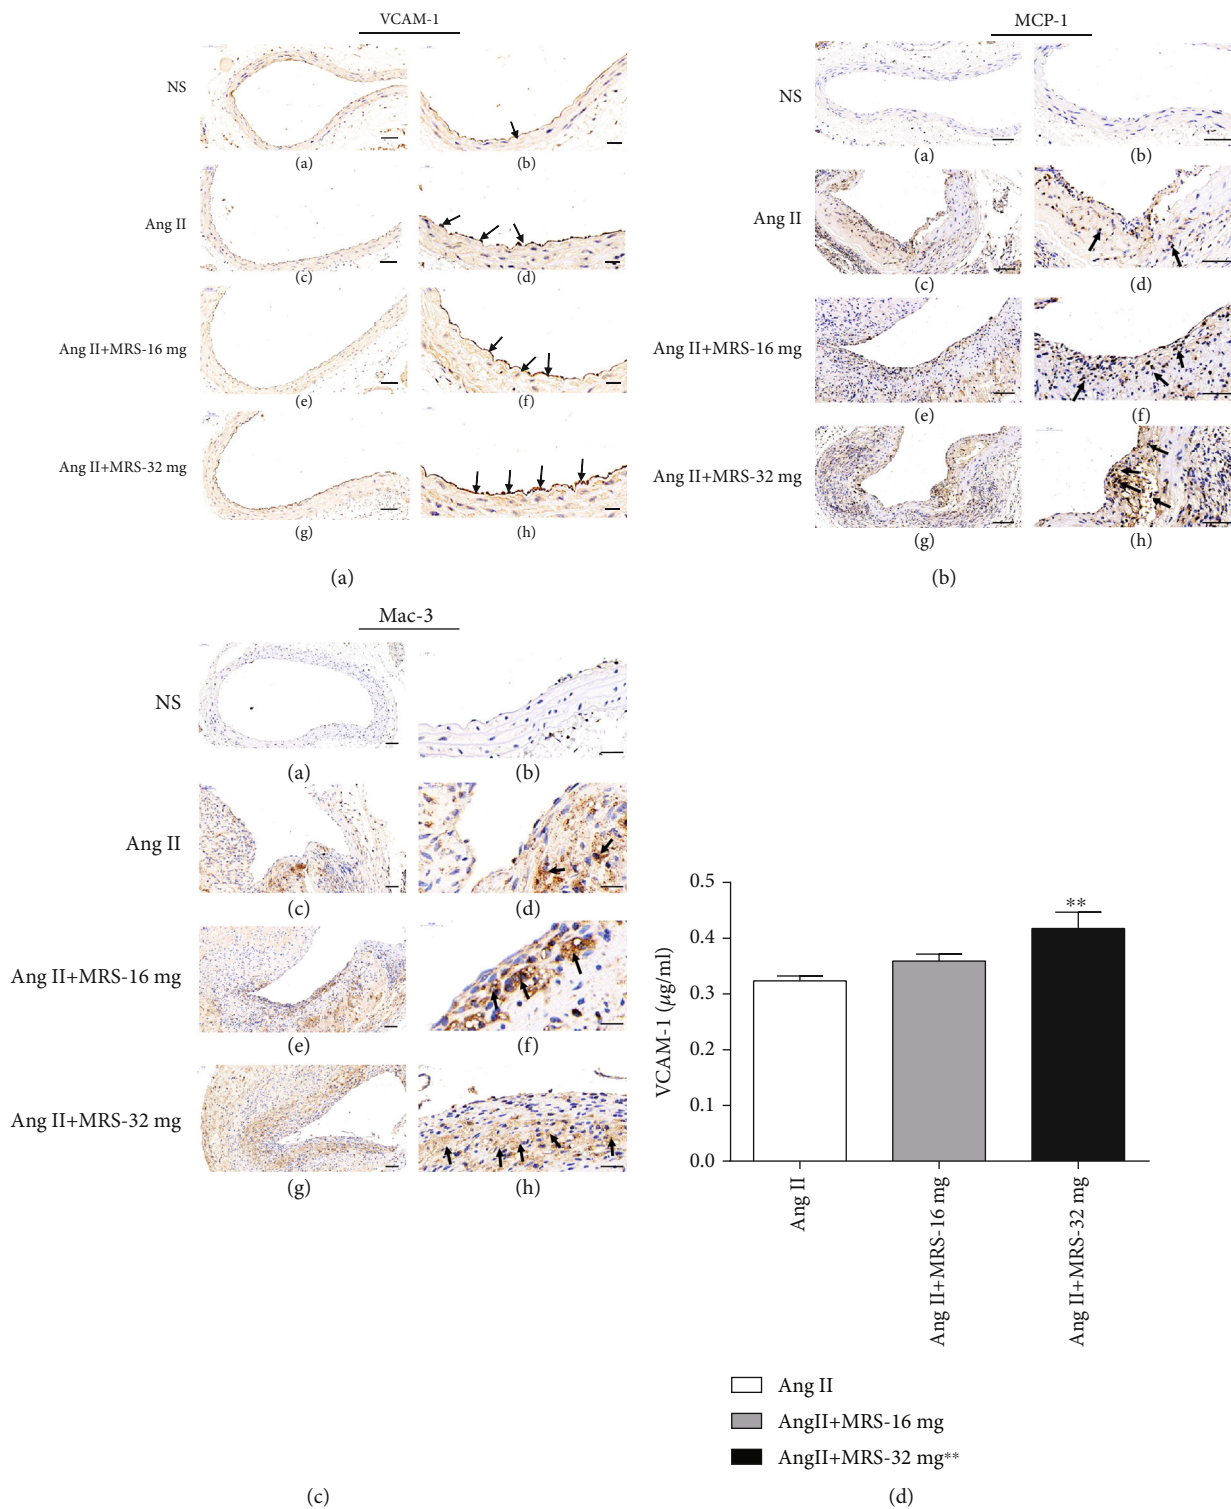 VCAM-1
NS
(a)
(b)
Ang II
(c)
(d)
Ang II+MRS-16 mg
(e)
(f)
Ang II+MRS-32 mg
(g)
(h)
(a)
MCP-1
NS
(a)
(b)
Ang II
(c)
(d)
Ang II+MRS-16 mg
(e)
(f)
Ang II+MRS-32 mg
(g)
(h)
(b)
Mac-3
NS
(a)
(b)
Ang II
(c)
(d)
Ang II+MRS-16 mg
(e)
(f)
Ang II+MRS-32 mg
(g)
(h)
(c)
VCAM-1 (μg/ml)
0.5
0.4
0.3
0.2
0.1
0.0
**
Ang II
Ang II+MRS-16 mg
Ang II+MRS-32 mg
Ang II
AngII+MRS-16 mg
AngII+MRS-32 mg**
(d)